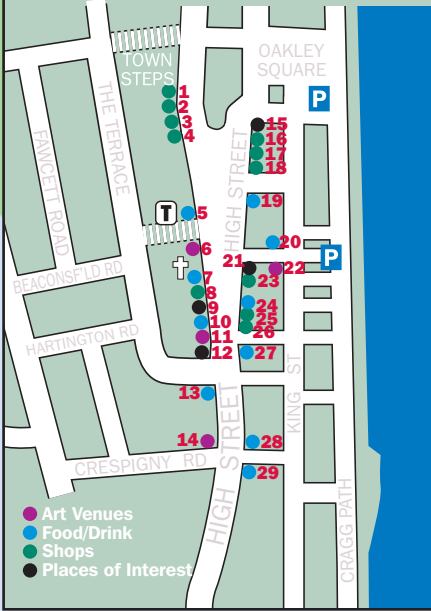 OAKLEY
SQUARE
TOWN
STEPS
P
1
2
3
4
THE TERRACE
FAWCETT ROAD
HIGH STREET
15
16
17
18
T
5
19
6
20
P
21
22
BEACONSF'LD RD
7
23
8
9
24
10
25
26
HARTINGTON RD
11
12
27
KING ST
13
HIGH STREET
14
28
CRESPIGNY RD
29
CRAGG PATH
Art Venues
Food/Drink
Shops
Places of Interest